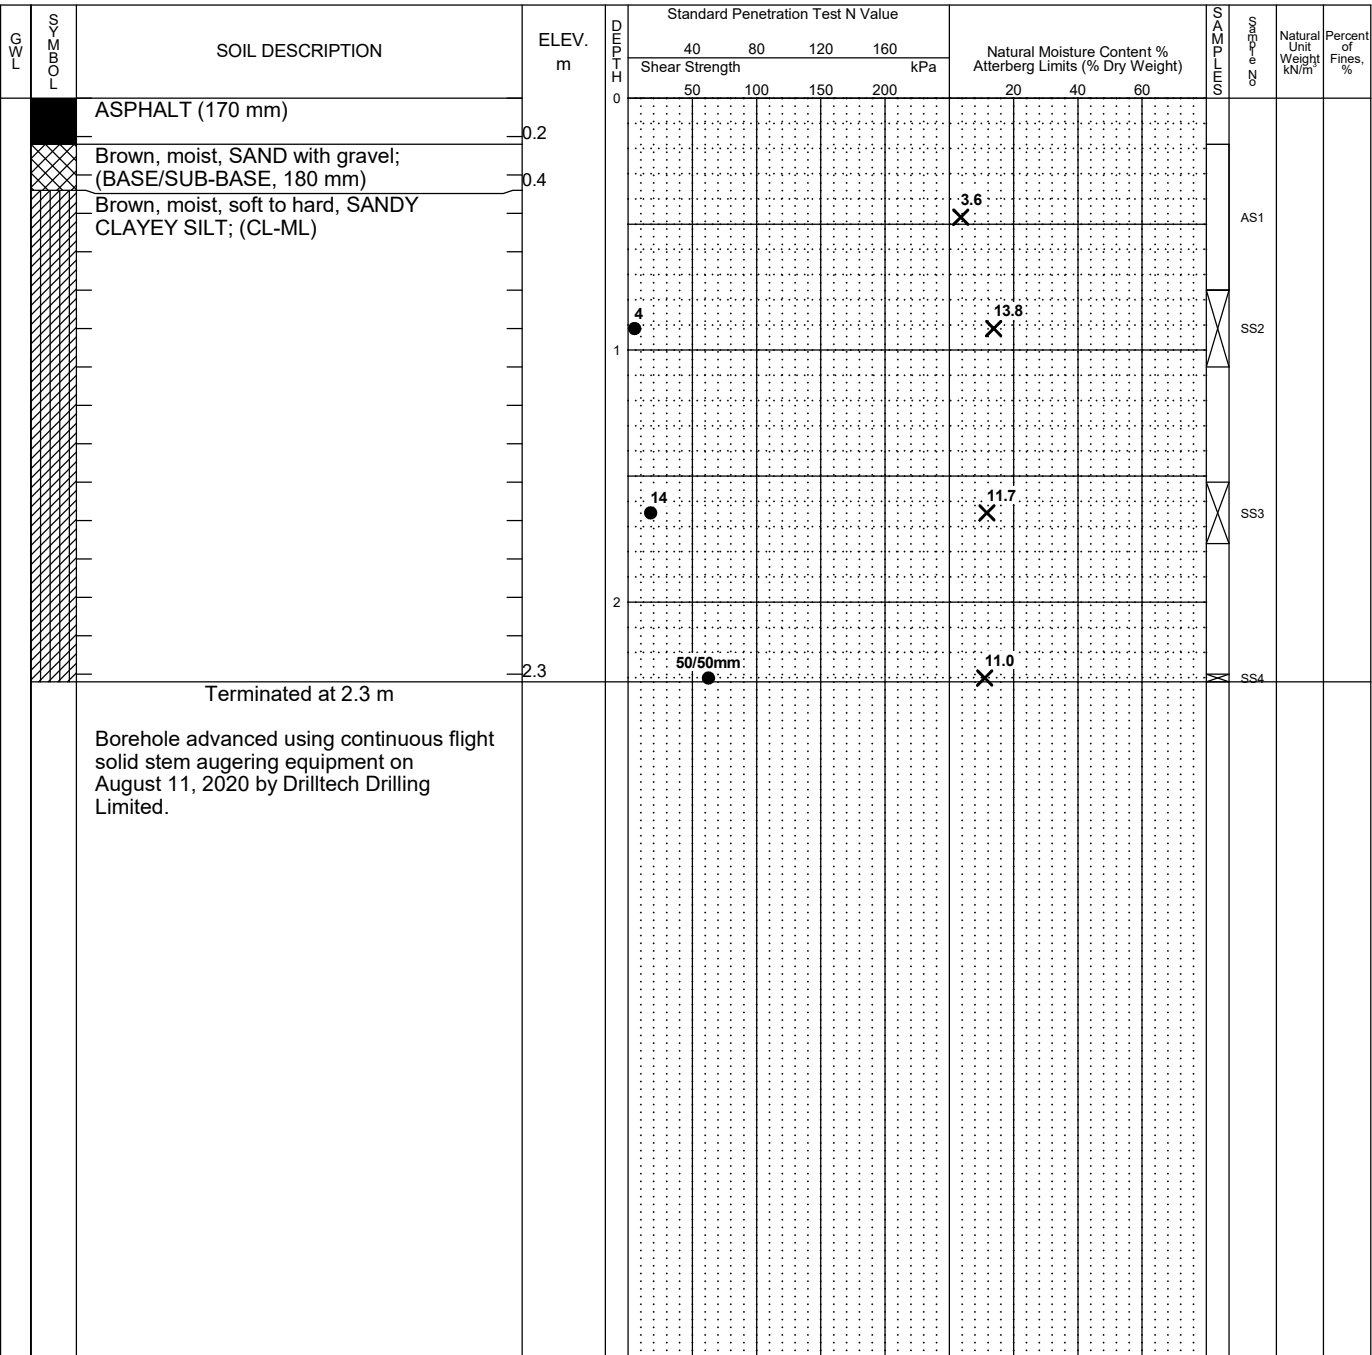 GWL
SYMBOL
SOIL DESCRIPTION
ELEV.
m
DEPTH
Standard Penetration Test N Value
40 80 120 160
Shear Strength kPa
50 100 150 200
Natural Moisture Content %
Atterberg Limits (% Dry Weight)
20 40 60
SAMPLES
Sample No
Natural
Unit
Weight
kN/m³
Percent
of
Fines,
%
0
ASPHALT (170 mm)
0.2
Brown, moist, SAND with gravel;
(BASE/SUB-BASE, 180 mm)
0.4
Brown, moist, soft to hard, SANDY
CLAYEY SILT; (CL-ML)
3.6
AS1
4
13.8
SS2
1
14
11.7
SS3
2
50/50mm
11.0
2.3
SS4
Terminated at 2.3 m
Borehole advanced using continuous flight
solid stem augering equipment on
August 11, 2020 by Drilltech Drilling
Limited.